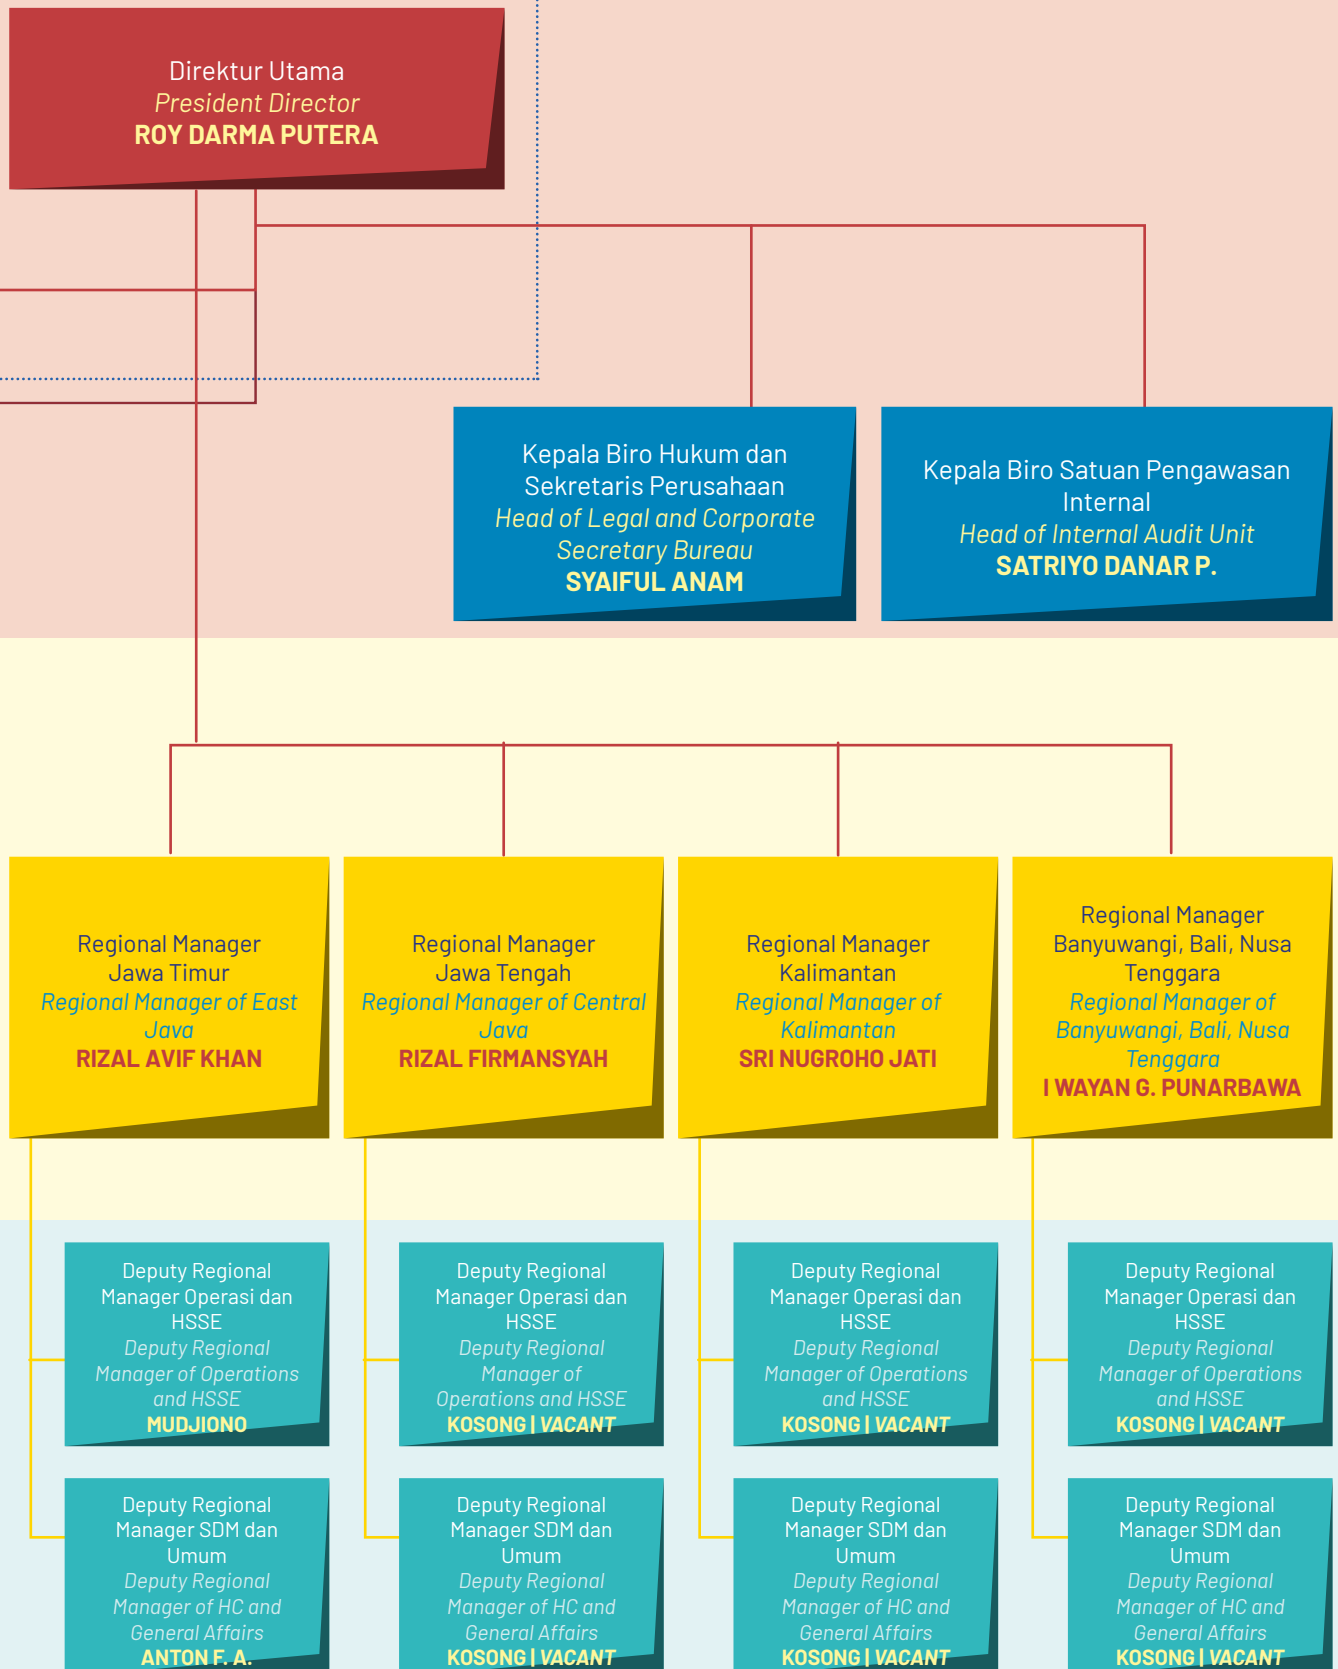 Direktur Utama
President Director
ROY DARMA PUTERA
Kepala Biro Hukum dan
Sekretaris Perusahaan
Head of Legal and Corporate
Secretary Bureau
SYAIFUL ANAM
Kepala Biro Satuan Pengawasan
Internal
Head of Internal Audit Unit
SATRIYO DANAR P.
Regional Manager
Jawa Timur
Regional Manager of East
Java
RIZAL AVIF KHAN
Regional Manager
Jawa Tengah
Regional Manager of Central
Java
RIZAL FIRMANSYAH
Regional Manager
Kalimantan
Regional Manager of
Kalimantan
SRI NUGROHO JATI
Regional Manager
Banyuwangi, Bali, Nusa
Tenggara
Regional Manager of
Banyuwangi, Bali, Nusa
Tenggara
I WAYAN G. PUNARBAWA
Deputy Regional
Manager Operasi dan
HSSE
Deputy Regional
Manager of Operations
and HSSE
MUDJIONO
Deputy Regional
Manager Operasi dan
HSSE
Deputy Regional
Manager of
Operations and HSSE
KOSONG | VACANT
Deputy Regional
Manager Operasi dan
HSSE
Deputy Regional
Manager of Operations
and HSSE
KOSONG | VACANT
Deputy Regional
Manager Operasi dan
HSSE
Deputy Regional
Manager of Operations
and HSSE
KOSONG | VACANT
Deputy Regional
Manager SDM dan
Umum
Deputy Regional
Manager of HC and
General Affairs
ANTON F. A.
Deputy Regional
Manager SDM dan
Umum
Deputy Regional
Manager of HC and
General Affairs
KOSONG | VACANT
Deputy Regional
Manager SDM dan
Umum
Deputy Regional
Manager of HC and
General Affairs
KOSONG | VACANT
Deputy Regional
Manager SDM dan
Umum
Deputy Regional
Manager of HC and
General Affairs
KOSONG | VACANT